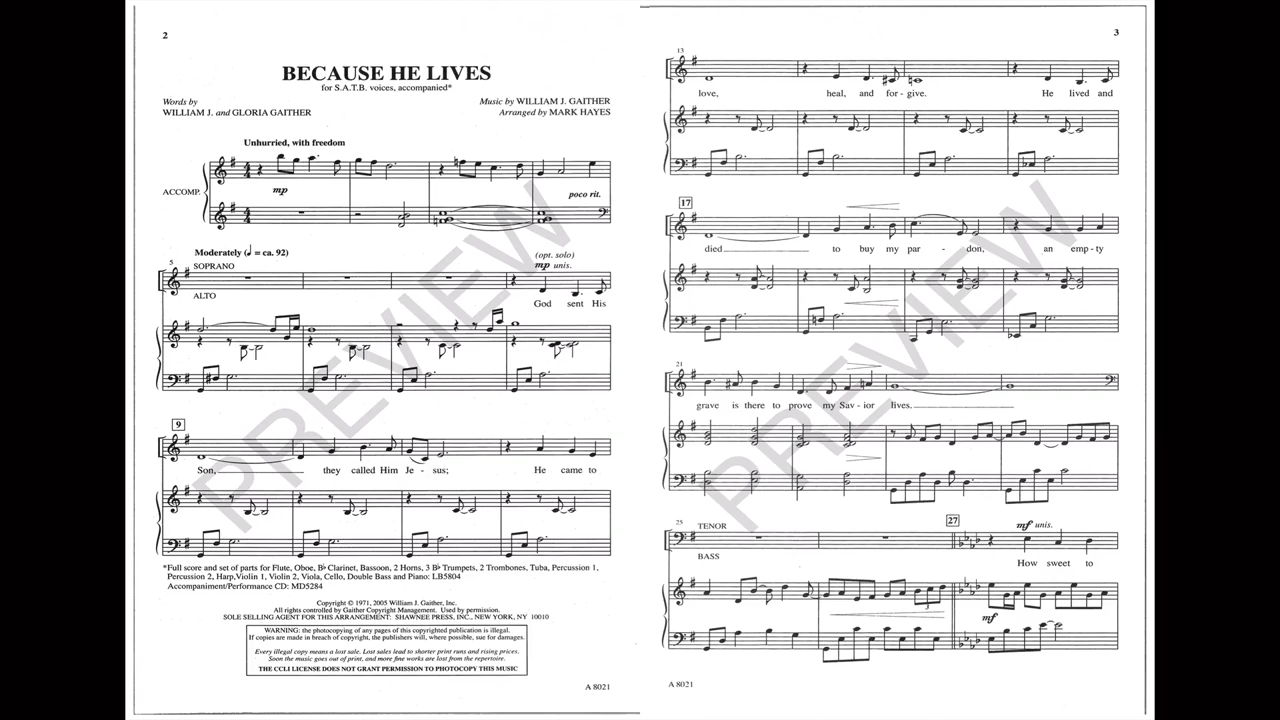 2
BECAUSE HE LIVES
for S.A.T.B. voices, accompanied*
Words by
WILLIAM J. and GLORIA GAITHER
Music by WILLIAM J. GAITHER
Arranged by MARK HAYES
Unhurried, with freedom
ACCOMP.
mp
poco rit.
Moderately (♩ = ca. 92)
5
SOPRANO
ALTO
(opt. solo)
mp unis.
God sent His
9
Son, they called Him Je - sus; He came to
*Full score and set of parts for Flute, Oboe, B♭ Clarinet, Bassoon, 2 Horns, 3 B♭ Trumpets, 2 Trombones, Tuba, Percussion 1,
Percussion 2, Harp,Violin 1, Violin 2, Viola, Cello, Double Bass and Piano: LB5804
Accompaniment/Performance CD: MD5284
Copyright © 1971, 2005 William J. Gaither, Inc.
All rights controlled by Gaither Copyright Management. Used by permission.
SOLE SELLING AGENT FOR THIS ARRANGEMENT: SHAWNEE PRESS, INC., NEW YORK, NY 10010
WARNING: the photocopying of any pages of this copyrighted publication is illegal.
If copies are made in breach of copyright, the publishers will, where possible, sue for damages.
Every illegal copy means a lost sale. Lost sales lead to shorter print runs and rising prices.
Soon the music goes out of print, and more fine works are lost from the repertoire.
THE CCLI LICENSE DOES NOT GRANT PERMISSION TO PHOTOCOPY THIS MUSIC
A 8021
PREVIEW
3
13
love, heal, and for - give. He lived and
17
died to buy my par - don, an emp - ty
21
grave is there to prove my Sav - ior lives.
25
TENOR
BASS
27
mf unis.
How sweet to
mf
3
A 8021
PREVIEW